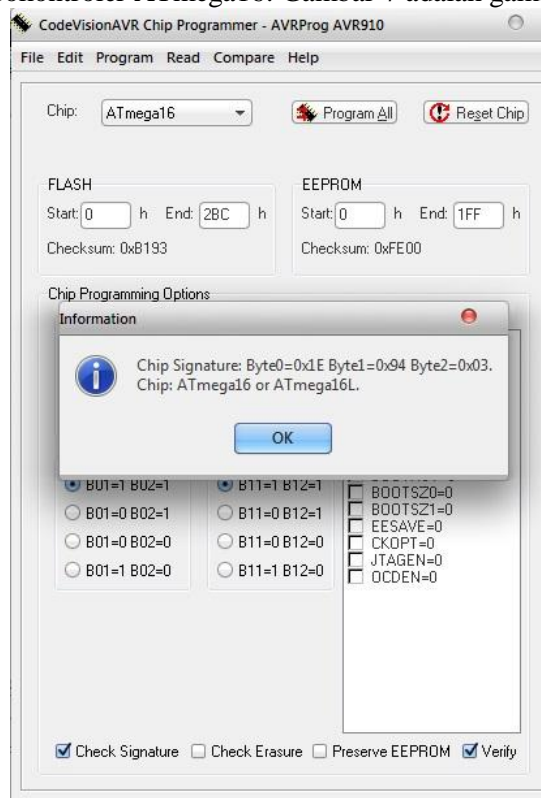 CodeVisionAVR Chip Programmer - AVRProg AVR910
File Edit Program Read Compare Help
Chip: ATmega16 Program All Reset Chip
FLASH EEPROM
Start: 0 h End: 2BC h Start: 0 h End: 1FF h
Checksum: 0xB193 Checksum: 0xFE00
Chip Programming Options
Information
Chip Signature: Byte0=0x1E Byte1=0x94 Byte2=0x03.
Chip: ATmega16 or ATmega16L.
OK
B01=1 B02=1 B11=1 B12=1 BOOTSZ0=0
B01=0 B02=1 B11=0 B12=1 BOOTSZ1=0
EESAVE=0
B01=0 B02=0 B11=0 B12=0 CKOPT=0
JTAGEN=0
B01=1 B02=0 B11=1 B12=0 OCDEN=0
Check Signature Check Erasure Preserve EEPROM Verify